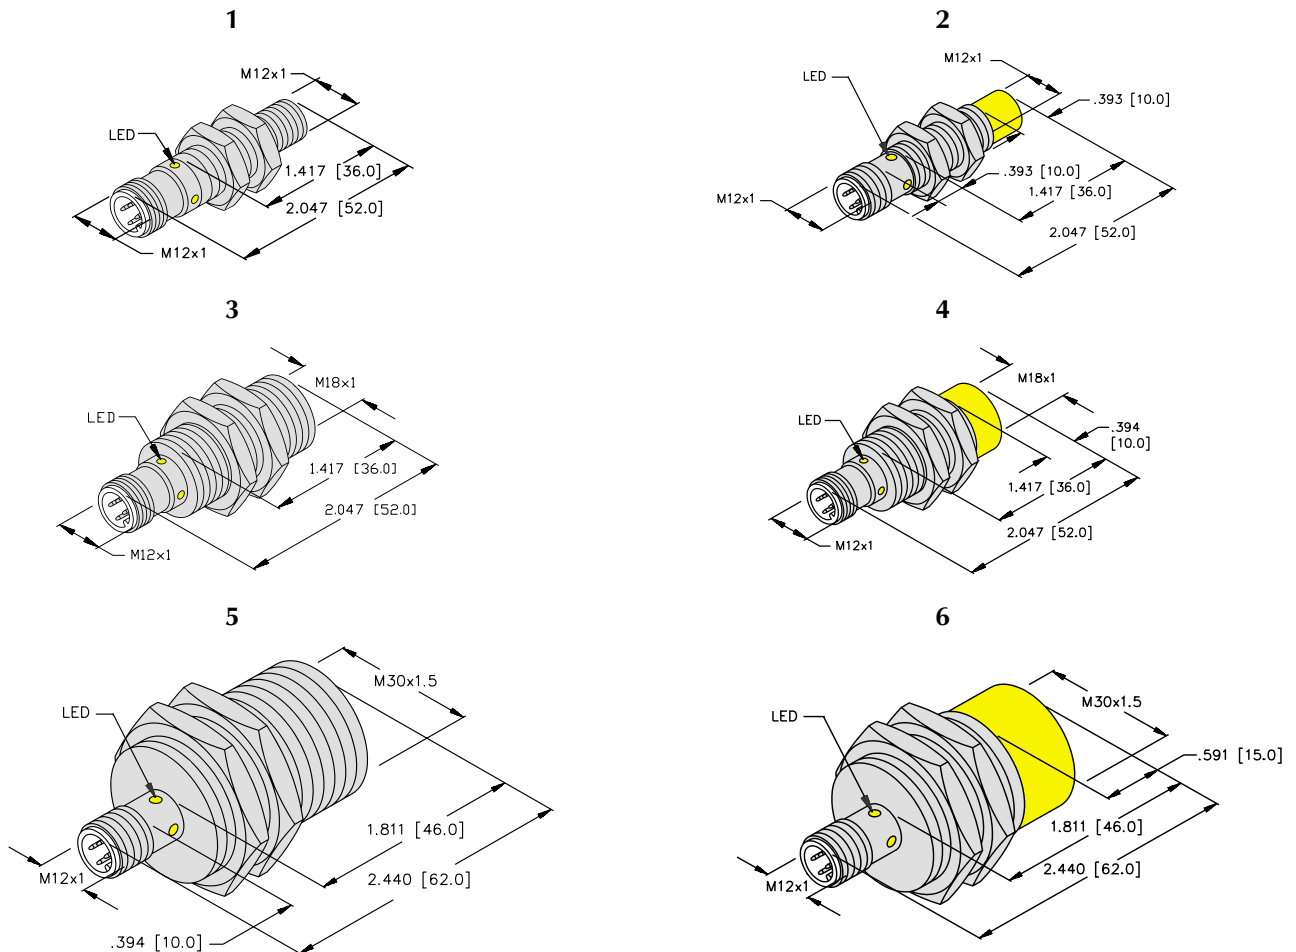 1
M12x1
LED
1.417 [36.0]
2.047 [52.0]
M12x1
2
M12x1
LED
.393 [10.0]
.393 [10.0]
1.417 [36.0]
M12x1
2.047 [52.0]
3
M18x1
LED
1.417 [36.0]
2.047 [52.0]
M12x1
4
M18x1
LED
.394
[10.0]
1.417 [36.0]
2.047 [52.0]
M12x1
5
M30x1.5
LED
1.811 [46.0]
2.440 [62.0]
M12x1
.394 [10.0]
6
M30x1.5
LED
.591 [15.0]
1.811 [46.0]
2.440 [62.0]
M12x1